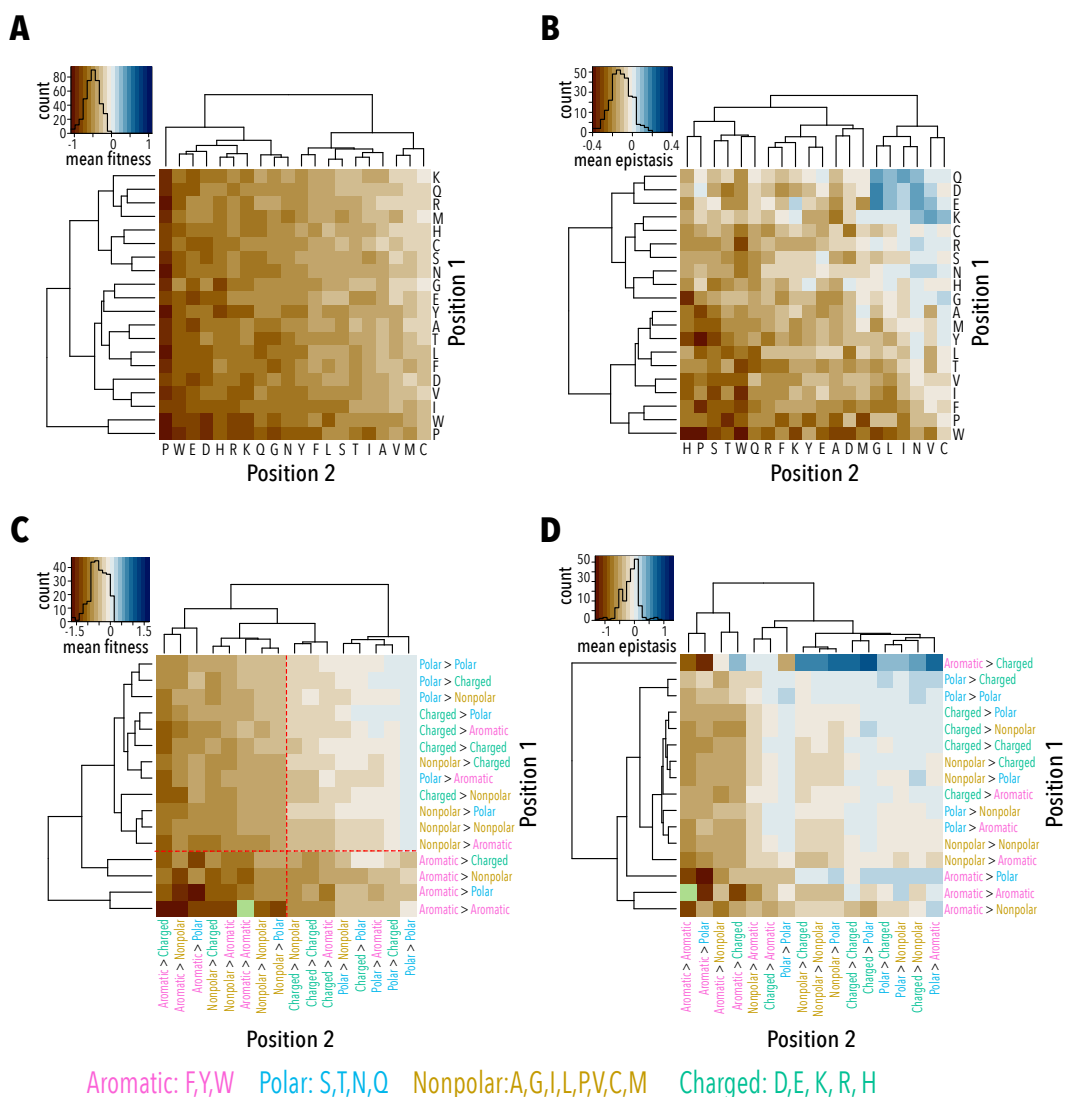 A
count
80
60
40
20
0
-1 0 1
mean fitness
K
Q
R
M
H
C
S
N
G
E
Y
A
T
L
F
D
V
I
W
P
Position 1
P W E D H R K Q G N Y F L S T I A V M C
Position 2
B
count
50
30
10
0
-0.4 0 0.4
mean epistasis
Q
D
E
K
C
R
S
N
H
G
A
M
Y
L
T
V
I
F
P
W
Position 1
H P S T W Q R F K Y E A D M G L I N V C
Position 2
C
count
40
20
0
-1.5 0 1.5
mean fitness
Polar > Polar
Polar > Charged
Polar > Nonpolar
Charged > Polar
Charged > Aromatic
Charged > Charged
Nonpolar > Charged
Polar > Aromatic
Charged > Nonpolar
Nonpolar > Polar
Nonpolar > Nonpolar
Nonpolar > Aromatic
Aromatic > Charged
Aromatic > Nonpolar
Aromatic > Polar
Aromatic > Aromatic
Position 1
Aromatic > Charged
Aromatic > Nonpolar
Aromatic > Polar
Nonpolar > Charged
Nonpolar > Aromatic
Aromatic > Aromatic
Nonpolar > Nonpolar
Nonpolar > Polar
Charged > Nonpolar
Charged > Charged
Charged > Aromatic
Polar > Nonpolar
Charged > Polar
Polar > Aromatic
Polar > Charged
Polar > Polar
Position 2
D
count
50
30
10
0
-1 0 1
mean epistasis
Aromatic > Charged
Polar > Charged
Polar > Polar
Charged > Polar
Charged > Nonpolar
Charged > Charged
Nonpolar > Charged
Nonpolar > Polar
Charged > Aromatic
Polar > Nonpolar
Polar > Aromatic
Nonpolar > Nonpolar
Nonpolar > Aromatic
Aromatic > Polar
Aromatic > Aromatic
Aromatic > Nonpolar
Position 1
Aromatic > Aromatic
Aromatic > Polar
Aromatic > Nonpolar
Aromatic > Charged
Nonpolar > Aromatic
Charged > Aromatic
Polar > Polar
Nonpolar > Charged
Nonpolar > Nonpolar
Nonpolar > Polar
Charged > Charged
Charged > Polar
Polar > Charged
Polar > Nonpolar
Charged > Nonpolar
Polar > Aromatic
Position 2
Aromatic: F,Y,W Polar: S,T,N,Q Nonpolar:A,G,I,L,P,V,C,M Charged: D,E, K, R, H